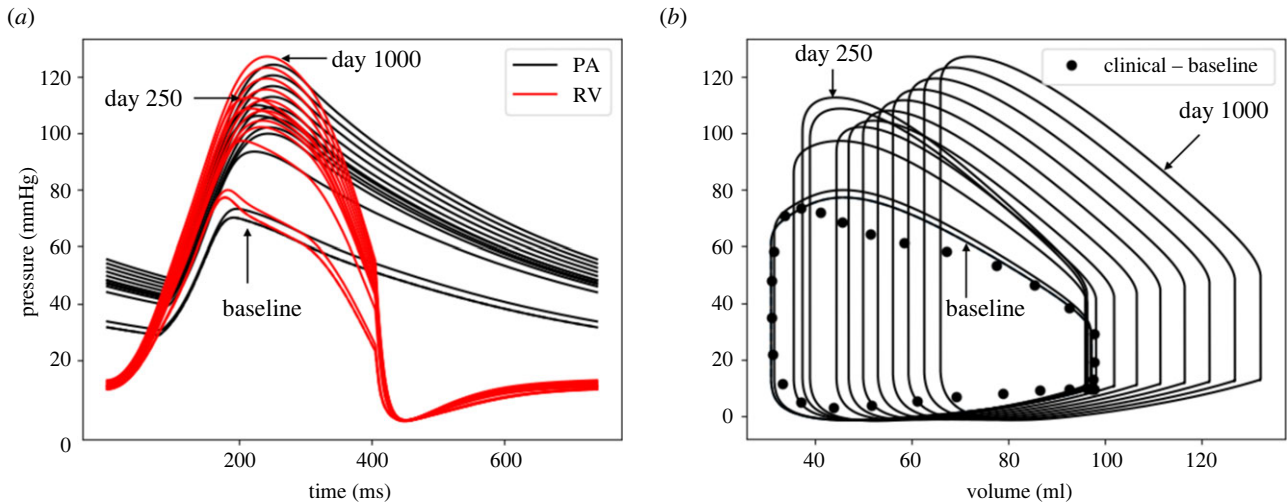 (a)
day 1000
day 250
baseline
PA
RV
pressure (mmHg)
120
100
80
60
40
20
0
200
400
600
time (ms)
(b)
day 250
clinical – baseline
day 1000
baseline
120
100
80
60
40
20
0
40
60
80
100
120
volume (ml)